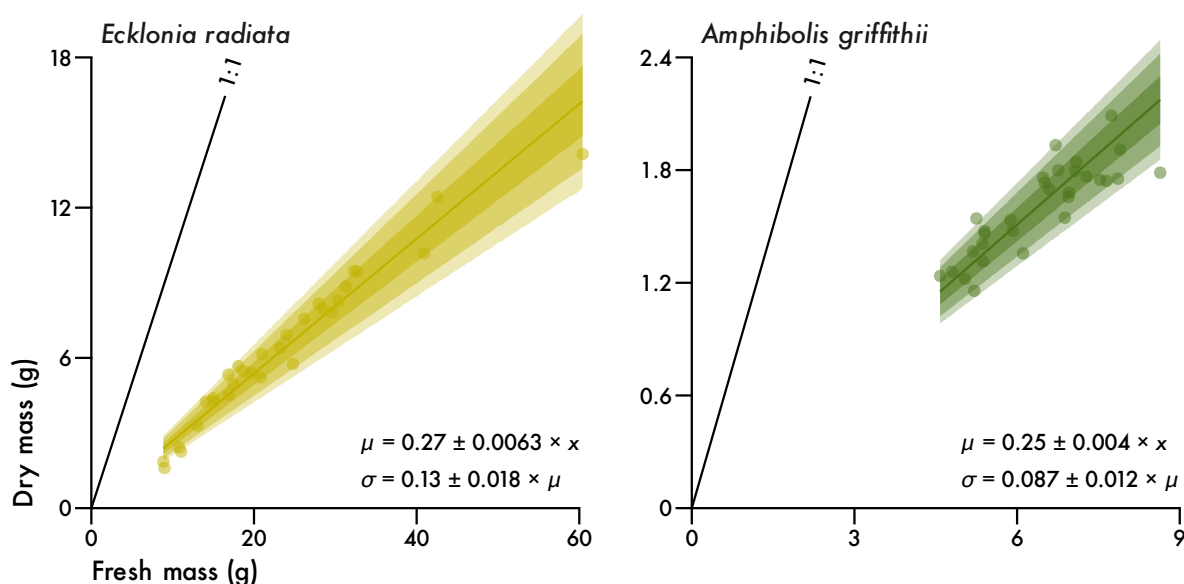 Ecklonia radiata
18
12
6
0
1:1
μ = 0.27 ± 0.0063 × x
σ = 0.13 ± 0.018 × μ
0
20
40
60
Dry mass (g)
Fresh mass (g)
Amphibolis griffithii
2.4
1.8
1.2
0.6
0
1:1
μ = 0.25 ± 0.004 × x
σ = 0.087 ± 0.012 × μ
0
3
6
9